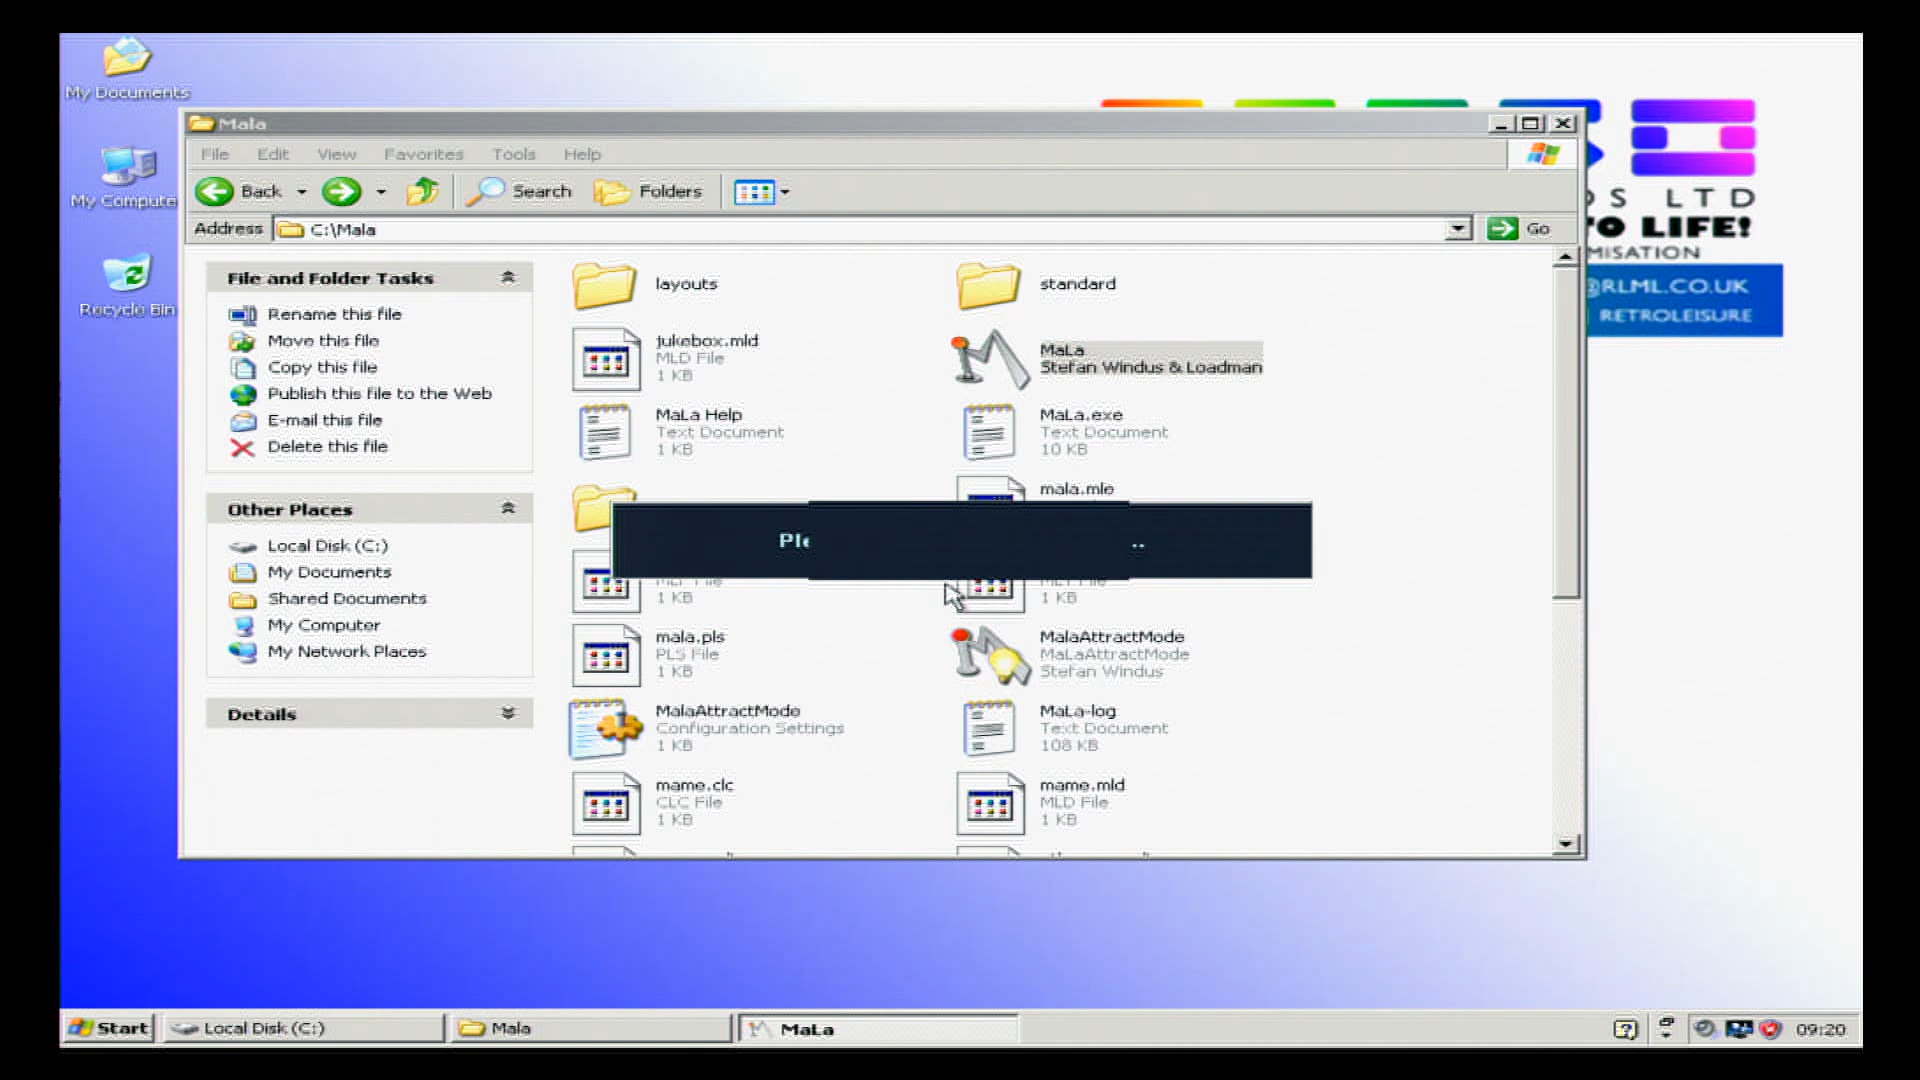 My Documents
My Compute
Recycle Bin
Mala
File Edit View Favorites Tools Help
Back Search Folders
Address C:\Mala Go
File and Folder Tasks
Rename this file
Move this file
Copy this file
Publish this file to the Web
E-mail this file
Delete this file
Other Places
Local Disk (C:)
My Documents
Shared Documents
My Computer
My Network Places
Details
layouts
standard
jukebox.mld
MLD File
1 KB
MaLa
Stefan Windus & Loadman
MaLa Help
Text Document
1 KB
MaLa.exe
Text Document
10 KB
mala.mle
1 KB
1 KB
mala.pls
PLS File
1 KB
MalaAttractMode
MaLaAttractMode
Stefan Windus
MalaAttractMode
Configuration Settings
1 KB
MaLa-log
Text Document
108 KB
mame.clc
CLC File
1 KB
mame.mld
MLD File
1 KB
..
S LTD
O LIFE!
MISATION
@RLML.CO.UK
RETROLEISURE
Start Local Disk (C:) Mala MaLa 09:20